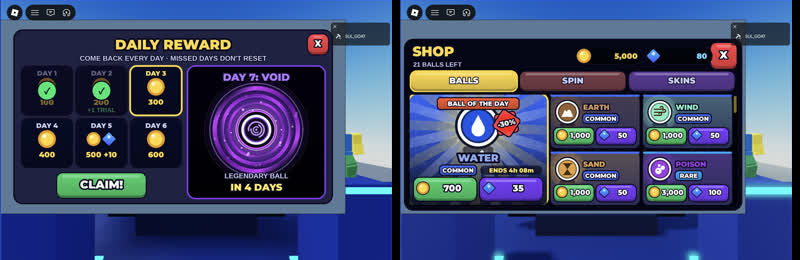 DAILY REWARD
COME BACK EVERY DAY · MISSED DAYS DON'T RESET
X
DAY 1
100
DAY 2
200
+1 TRIAL
DAY 3
300
DAY 4
400
DAY 5
500 +10
DAY 6
600
CLAIM!
DAY 7: VOID
LEGENDARY BALL
IN 4 DAYS
x
SUL_GOAT
SHOP
21 BALLS LEFT
5,000
80
X
BALLS
SPIN
SKINS
BALL OF THE DAY
-30%
WATER
COMMON
ENDS 4h 08m
700
35
EARTH
COMMON
1,000
50
WIND
COMMON
1,000
50
SAND
COMMON
1,000
50
POISON
RARE
3,000
100
x
SUL_GOAT